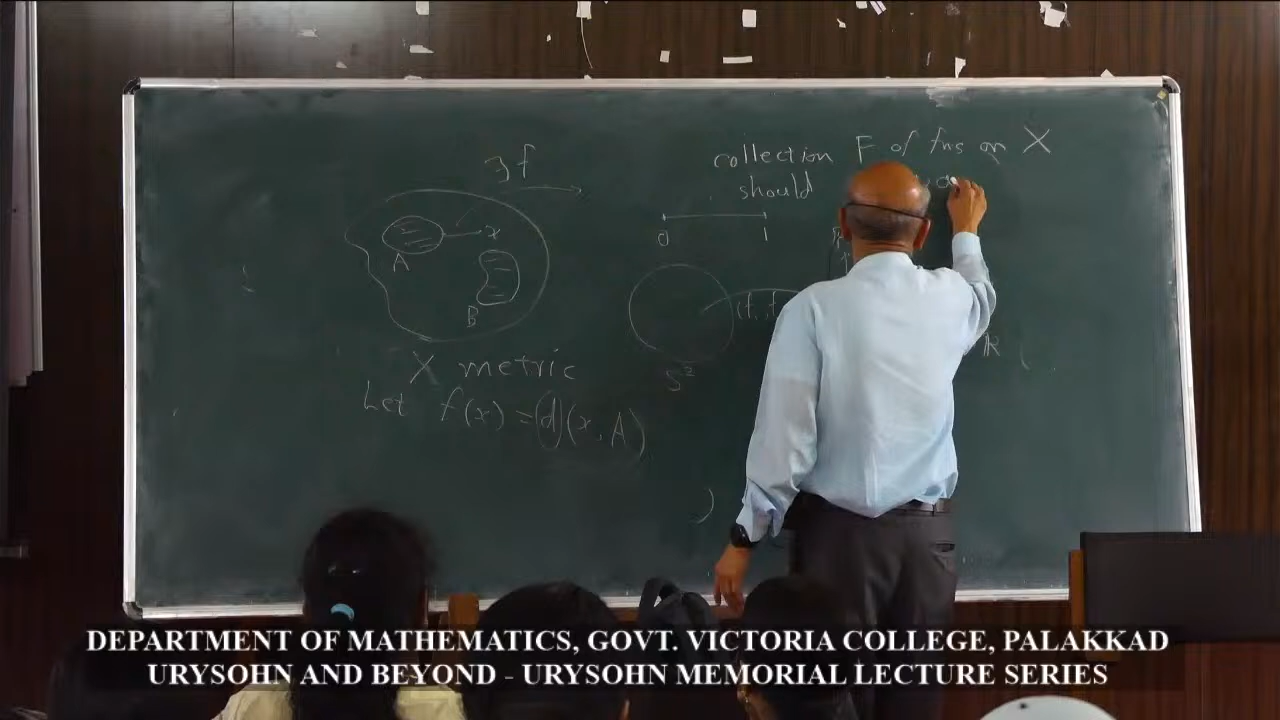 ∃ f
A
x
B
X metric
Let f(x) = (d)(x, A)
collection F of fns on X
should
0 1
S²
ℝ
DEPARTMENT OF MATHEMATICS, GOVT. VICTORIA COLLEGE, PALAKKAD
URYSOHN AND BEYOND - URYSOHN MEMORIAL LECTURE SERIES